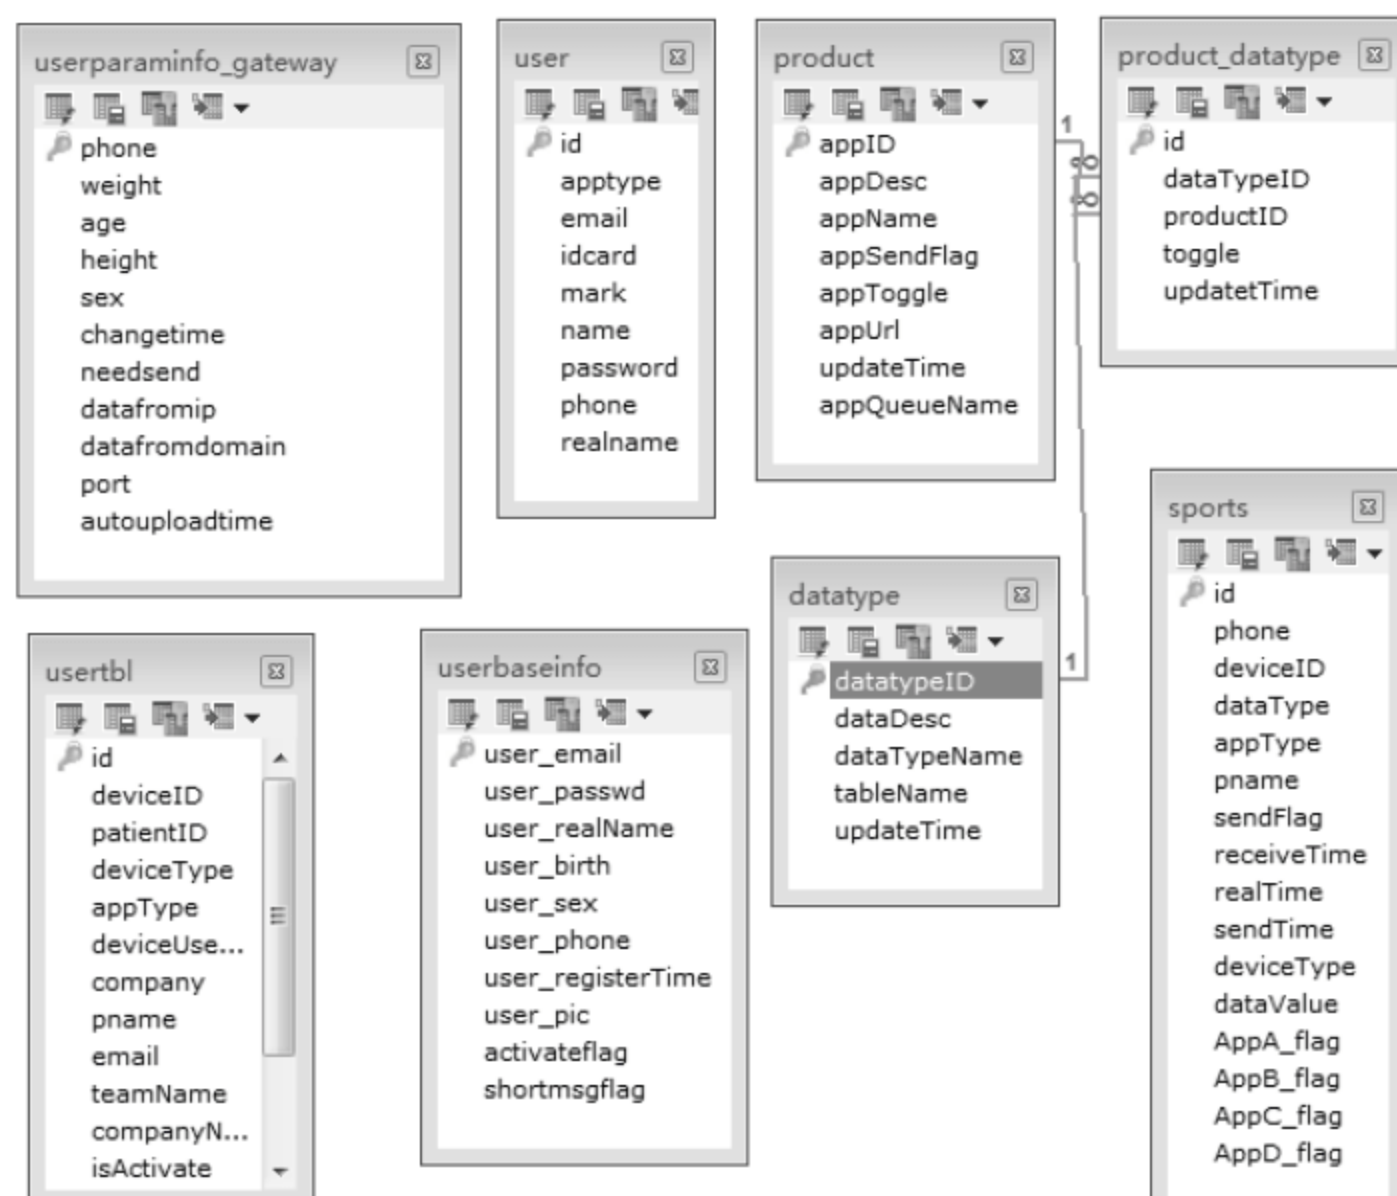 userparaminfo_gateway
phone
weight
age
height
sex
changetime
needsend
datafromip
datafromdomain
port
autouploadtime
user
id
apptype
email
idcard
mark
name
password
phone
realname
product
appID
appDesc
appName
appSendFlag
appToggle
appUrl
updateTime
appQueueName
1
∞
∞
product_datatype
id
dataTypeID
productID
toggle
updatetTime
usertbl
id
deviceID
patientID
deviceType
appType
deviceUse...
company
pname
email
teamName
companyN...
isActivate
userbaseinfo
user_email
user_passwd
user_realName
user_birth
user_sex
user_phone
user_registerTime
user_pic
activateflag
shortmsgflag
datatype
datatypeID
dataDesc
dataTypeName
tableName
updateTime
1
sports
id
phone
deviceID
dataType
appType
pname
sendFlag
receiveTime
realTime
sendTime
deviceType
dataValue
AppA_flag
AppB_flag
AppC_flag
AppD_flag